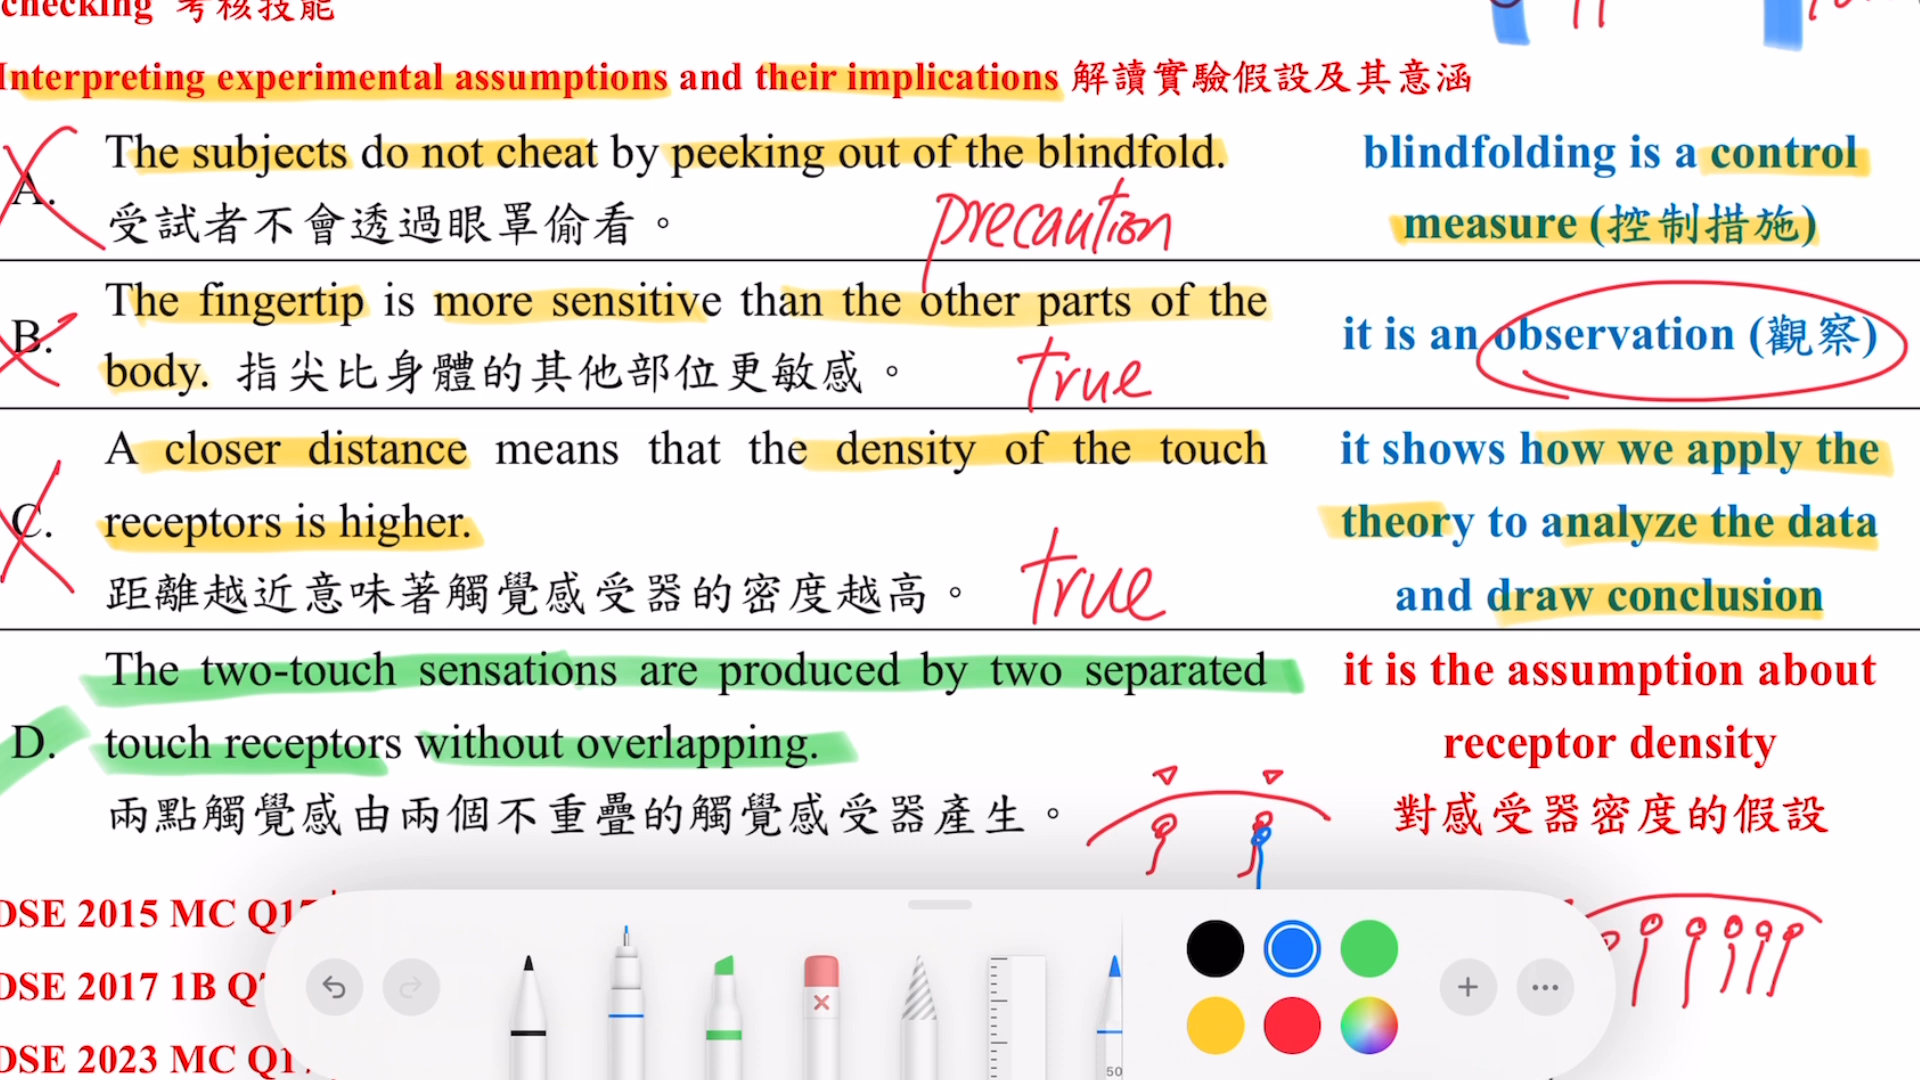 checking 考核技能
Interpreting experimental assumptions and their implications 解讀實驗假設及其意涵
A. The subjects do not cheat by peeking out of the blindfold.
受試者不會透過眼罩偷看。
precaution
blindfolding is a control
measure (控制措施)
B. The fingertip is more sensitive than the other parts of the
body. 指尖比身體的其他部位更敏感。
true
it is an observation (觀察)
C. A closer distance means that the density of the touch
receptors is higher.
距離越近意味著觸覺感受器的密度越高。
true
it shows how we apply the
theory to analyze the data
and draw conclusion
D. The two-touch sensations are produced by two separated
touch receptors without overlapping.
兩點觸覺感由兩個不重疊的觸覺感受器產生。
it is the assumption about
receptor density
對感受器密度的假設
DSE 2015 MC
DSE 2017 1B
DSE 2023 MC
50